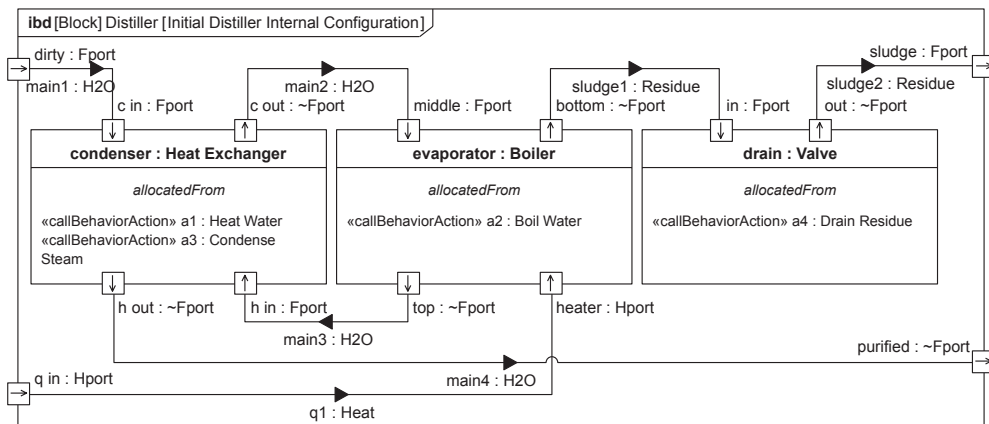 ibd [Block] Distiller [Initial Distiller Internal Configuration]
dirty : Fport
sludge : Fport
main1 : H2O
main2 : H2O
sludge1 : Residue
sludge2 : Residue
c in : Fport
c out : ~Fport
middle : Fport
bottom : ~Fport
in : Fport
out : ~Fport
condenser : Heat Exchanger
allocatedFrom
«callBehaviorAction» a1 : Heat Water
«callBehaviorAction» a3 : Condense
Steam
evaporator : Boiler
allocatedFrom
«callBehaviorAction» a2 : Boil Water
drain : Valve
allocatedFrom
«callBehaviorAction» a4 : Drain Residue
h out : ~Fport
h in : Fport
top : ~Fport
heater : Hport
main3 : H2O
purified : ~Fport
main4 : H2O
q in : Hport
q1 : Heat